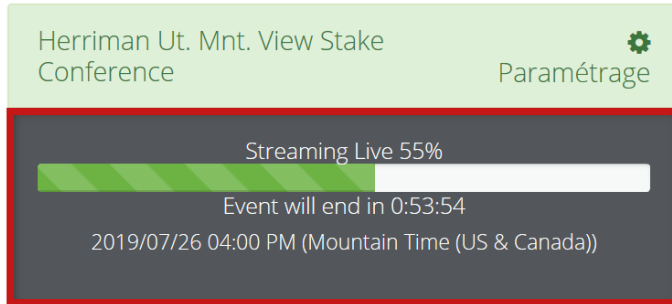 Herriman Ut. Mnt. View Stake
Conference
Paramétrage
Streaming Live 55%
Event will end in 0:53:54
2019/07/26 04:00 PM (Mountain Time (US & Canada))